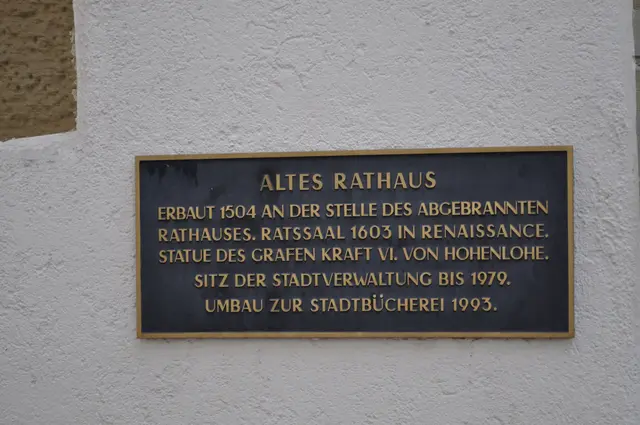 ALTES RATHAUS
ERBAUT 1504 AN DER STELLE DES ABGEBRANNTEN
RATHAUSES. RATSSAAL 1603 IN RENAISSANCE.
STATUE DES GRAFEN KRAFT VI. VON HOHENLOHE.
SITZ DER STADTVERWALTUNG BIS 1979.
UMBAU ZUR STADTBÜCHEREI 1993.